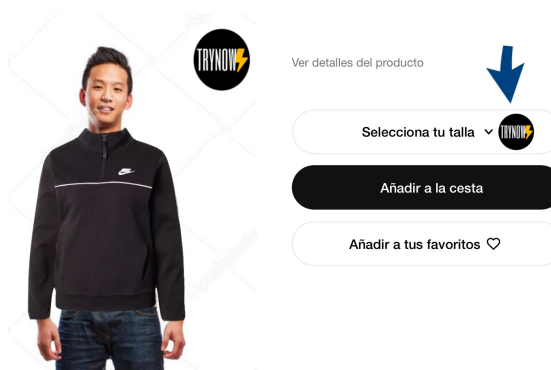 TRYNOW
Ver detalles del producto
Selecciona tu talla
TRYNOW
Añadir a la cesta
Añadir a tus favoritos